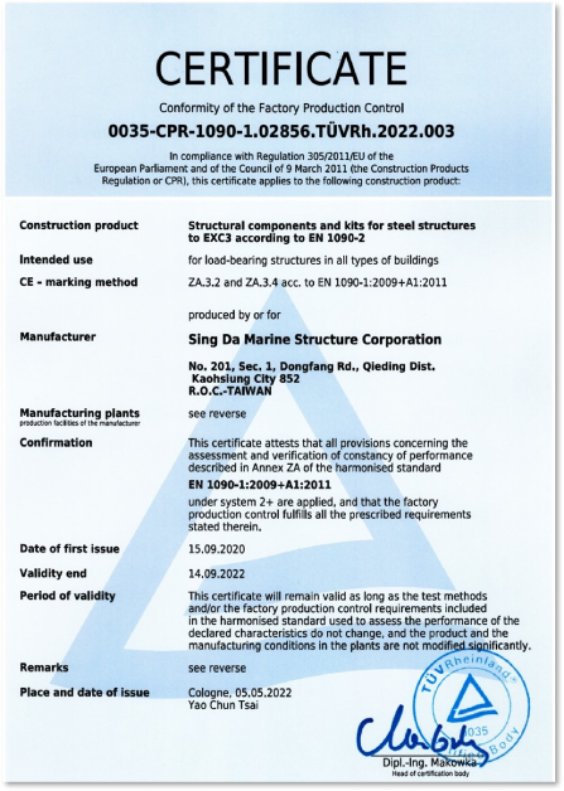 CERTIFICATE
Conformity of the Factory Production Control
0035-CPR-1090-1.02856.TÜVRh.2022.003
In compliance with Regulation 305/2011/EU of the
European Parliament and of the Council of 9 March 2011 (the Construction Products
Regulation or CPR), this certificate applies to the following construction product:
Construction product
Structural components and kits for steel structures
to EXC3 according to EN 1090-2
Intended use
for load-bearing structures in all types of buildings
CE – marking method
ZA.3.2 and ZA.3.4 acc. to EN 1090-1:2009+A1:2011
produced by or for
Manufacturer
Sing Da Marine Structure Corporation
No. 201, Sec. 1, Dongfang Rd., Qieding Dist.
Kaohsiung City 852
R.O.C.-TAIWAN
Manufacturing plants
production facilities of the manufacturer
see reverse
Confirmation
This certificate attests that all provisions concerning the
assessment and verification of constancy of performance
described in Annex ZA of the harmonised standard
EN 1090-1:2009+A1:2011
under system 2+ are applied, and that the factory
production control fulfills all the prescribed requirements
stated therein.
Date of first issue
15.09.2020
Validity end
14.09.2022
Period of validity
This certificate will remain valid as long as the test methods
and/or the factory production control requirements included
in the harmonised standard used to assess the performance of the
declared characteristics do not change, and the product and the
manufacturing conditions in the plants are not modified significantly.
Remarks
see reverse
Place and date of issue
Cologne, 05.05.2022
Yao Chun Tsai
TÜVRheinland
0035
Body
Dipl.-Ing. Makowka
Head of certification body